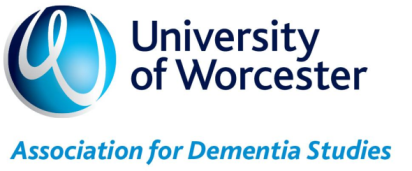 University
of Worcester
Association for Dementia Studies